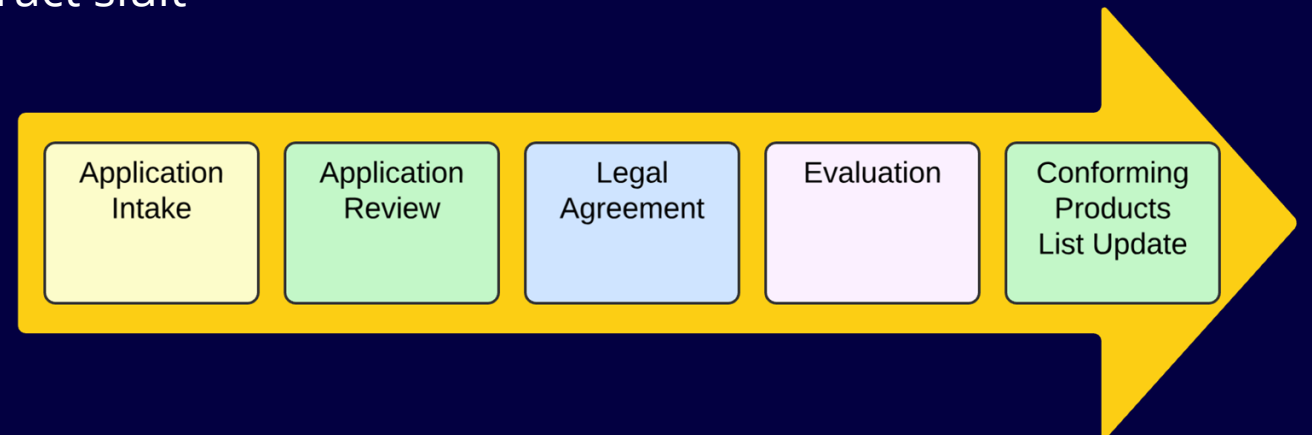 Application
Intake
Application
Review
Legal
Agreement
Evaluation
Conforming
Products
List Update